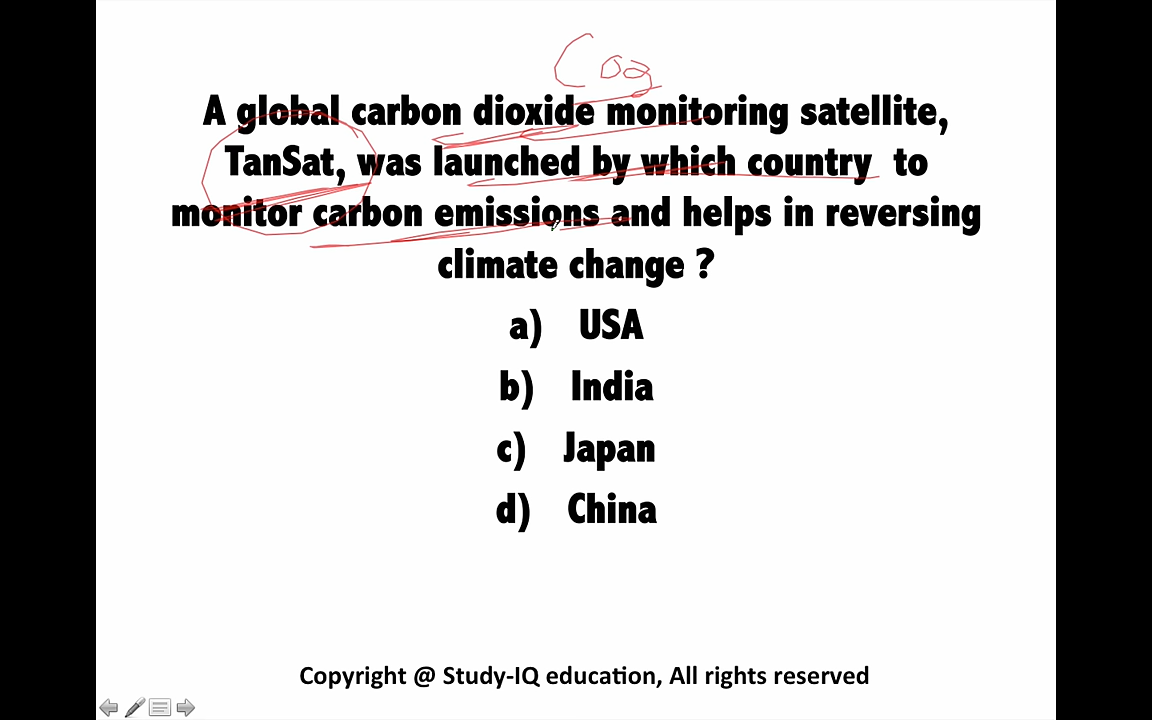 CO2
A global carbon dioxide monitoring satellite,
TanSat, was launched by which country to
monitor carbon emissions and helps in reversing
climate change ?
a) USA
b) India
c) Japan
d) China
Copyright @ Study-IQ education, All rights reserved